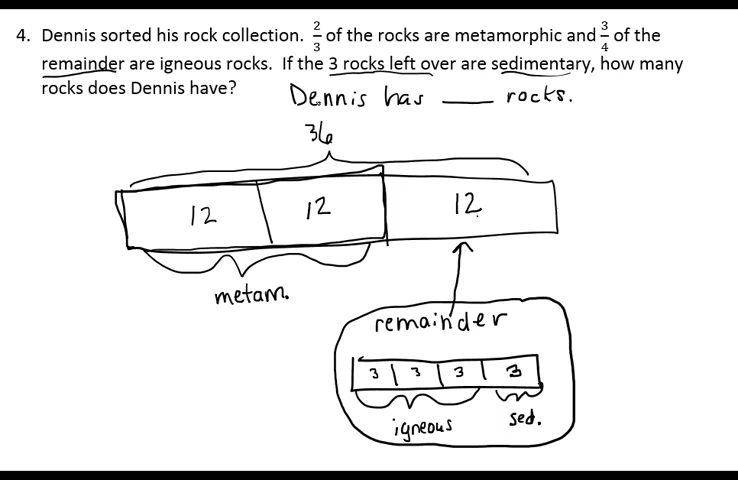 4. Dennis sorted his rock collection. 2/3 of the rocks are metamorphic and 3/4 of the
remainder are igneous rocks. If the 3 rocks left over are sedimentary, how many
rocks does Dennis have?
Dennis has ___ rocks.
36
12 12 12
metam.
remainder
3 3 3 3
igneous sed.